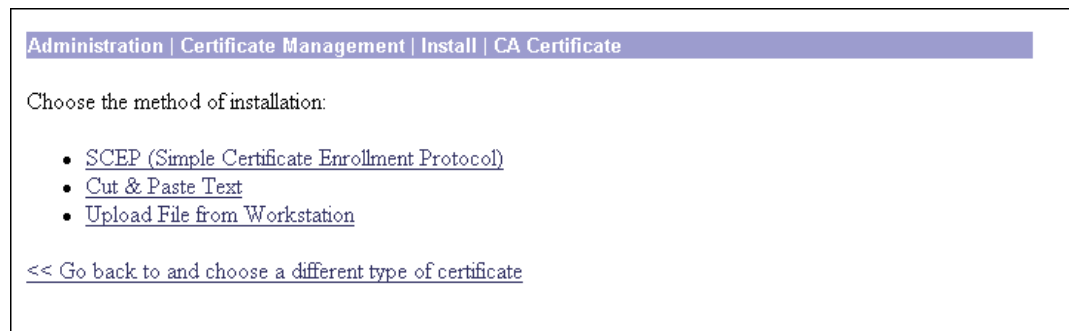 Administration | Certificate Management | Install | CA Certificate
Choose the method of installation:
SCEP (Simple Certificate Enrollment Protocol)
Cut & Paste Text
Upload File from Workstation
<< Go back to and choose a different type of certificate